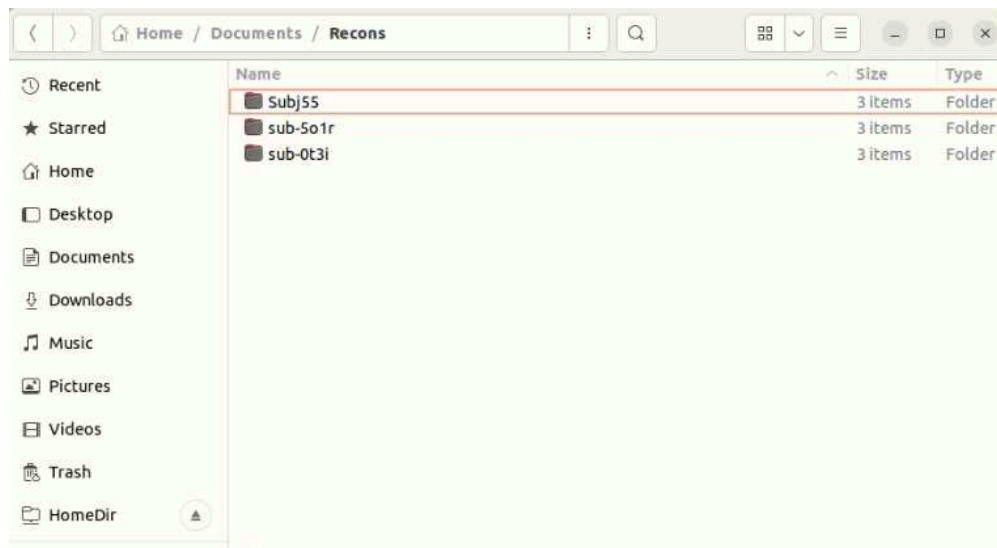 Home / Documents / Recons
Name Size Type
Recent
Subj55 3 items Folder
Starred
sub-5o1r 3 items Folder
sub-0t3i 3 items Folder
Home
Desktop
Documents
Downloads
Music
Pictures
Videos
Trash
HomeDir